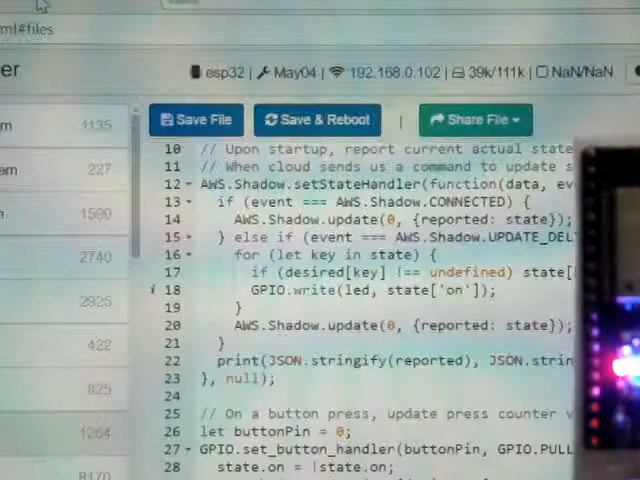 ml#files
er
esp32 | May04 | 192.168.0.102 | 39k/111k | NaN/NaN
Save File
Save & Reboot
|
Share File
m 1135
am 227
1590
2740
2925
422
825
1264
8170
10 // Upon startup, report current actual state
11 // When cloud sends us a command to update s
12 AWS.Shadow.setStateHandler(function(data, ev
13 if (event === AWS.Shadow.CONNECTED) {
14 AWS.Shadow.update(0, {reported: state});
15 } else if (event === AWS.Shadow.UPDATE_DEL
16 for (let key in state) {
17 if (desired[key] !== undefined) state[
i 18 GPIO.write(led, state['on']);
19 }
20 AWS.Shadow.update(0, {reported: state});
21 }
22 print(JSON.stringify(reported), JSON.strin
23 }, null);
24
25 // On a button press, update press counter v
26 let buttonPin = 0;
27 GPIO.set_button_handler(buttonPin, GPIO.PULL
28 state.on = !state.on;